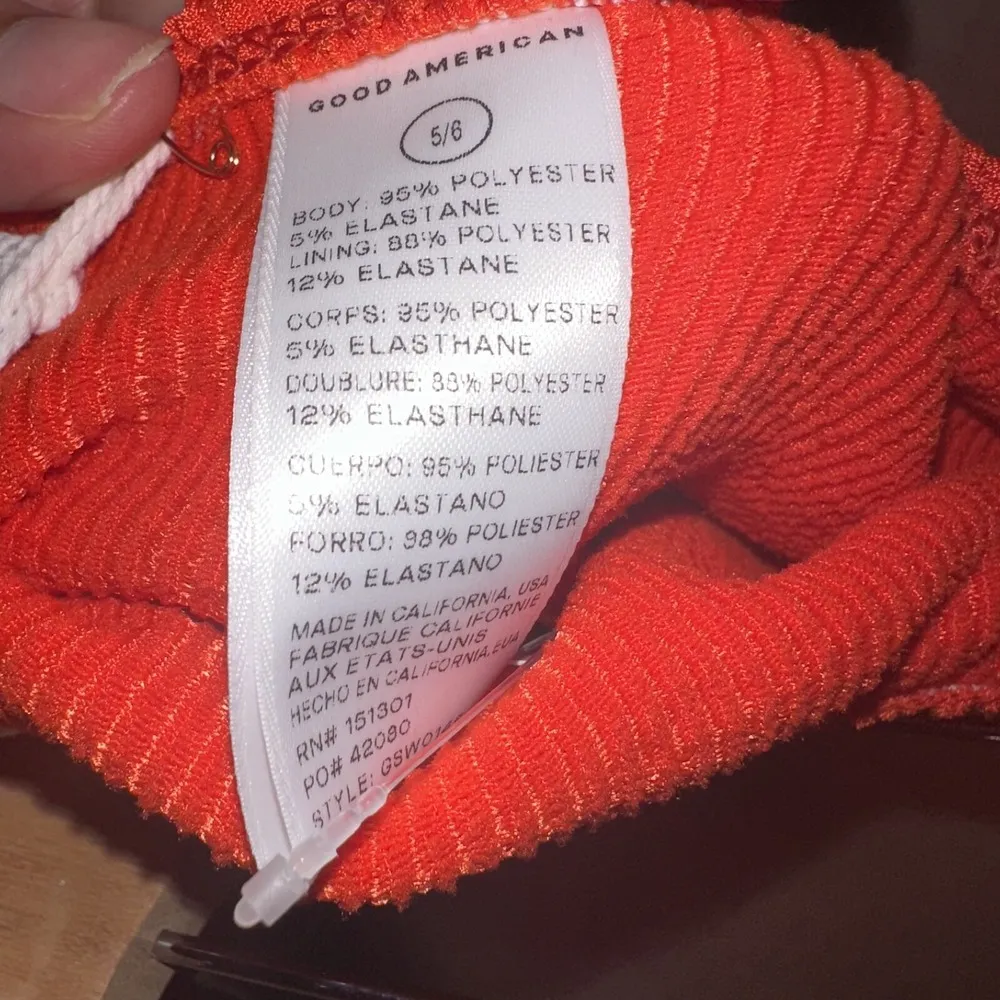 GOOD AMERICAN
5/6
BODY: 95% POLYESTER
5% ELASTANE
LINING: 88% POLYESTER
12% ELASTANE
CORPS: 95% POLYESTER
5% ELASTHANE
DOUBLURE: 88% POLYESTER
12% ELASTHANE
CUERPO: 95% POLIESTER
5% ELASTANO
FORRO: 98% POLIESTER
12% ELASTANO
MADE IN CALIFORNIA, USA
FABRIQUE CALIFORNIE
AUX ETATS-UNIS
HECHO EN CALIFORNIA, EUA
RN# 151301
PO# 42080
STYLE: